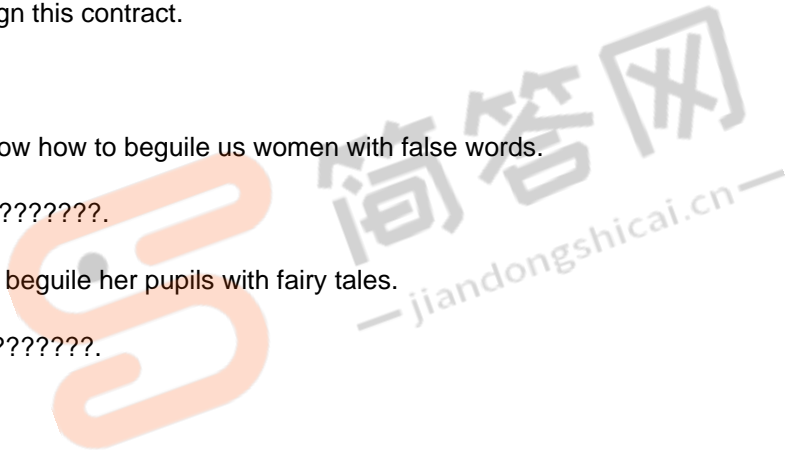 gn this contract.
ow how to beguile us women with false words.
???????.
beguile her pupils with fairy tales.
???????.
简答网
jiandongshicai.cn